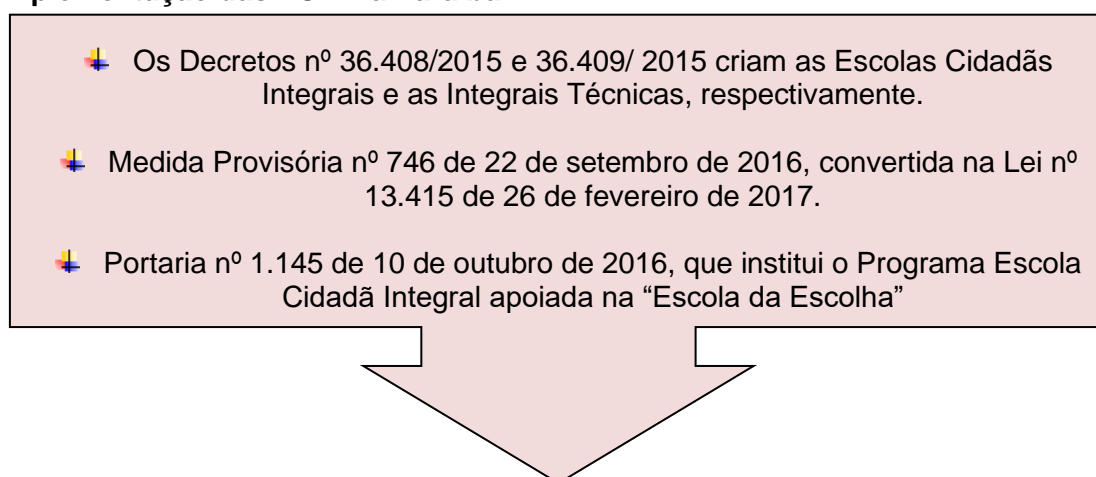 Os Decretos nº 36.408/2015 e 36.409/ 2015 criam as Escolas Cidadãs
Integrais e as Integrais Técnicas, respectivamente.
Medida Provisória nº 746 de 22 de setembro de 2016, convertida na Lei nº
13.415 de 26 de fevereiro de 2017.
Portaria nº 1.145 de 10 de outubro de 2016, que institui o Programa Escola
Cidadã Integral apoiada na “Escola da Escolha”